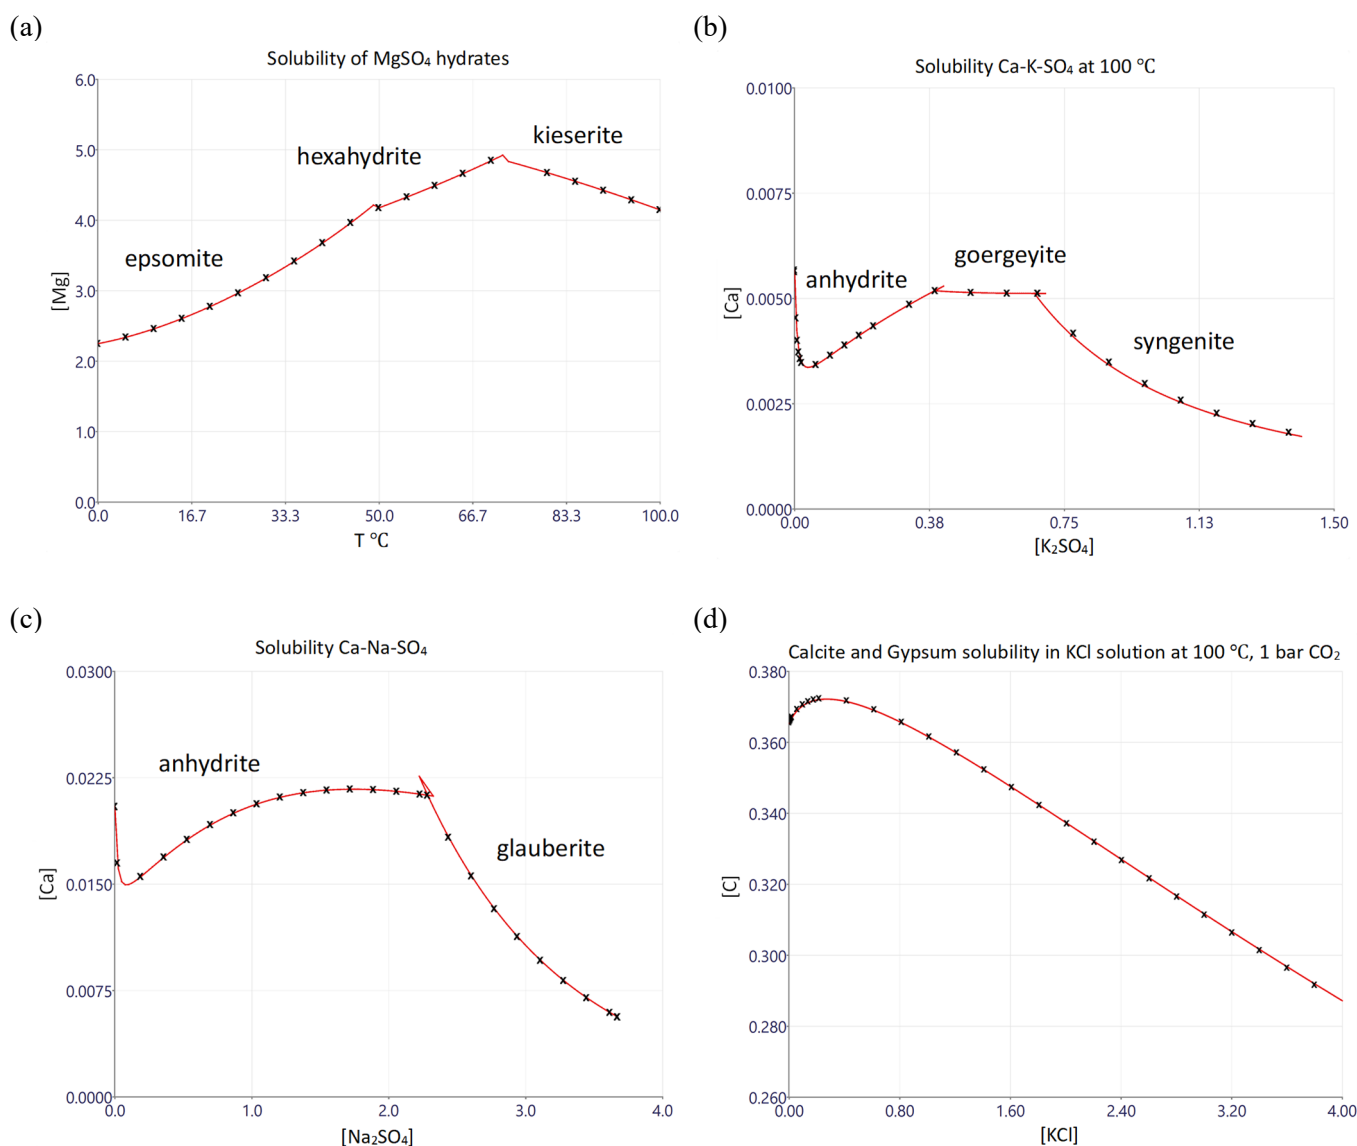 (a)
Solubility of MgSO₄ hydrates
6.0
5.0
4.0
3.0
2.0
1.0
0.0
[Mg]
epsomite
hexahydrite
kieserite
0.0 16.7 33.3 50.0 66.7 83.3 100.0
T °C
(b)
Solubility Ca-K-SO₄ at 100 °C
0.0100
0.0075
0.0050
0.0025
0.0000
[Ca]
anhydrite
goergeyite
syngenite
0.00 0.38 0.75 1.13 1.50
[K₂SO₄]
(c)
Solubility Ca-Na-SO₄
0.0300
0.0225
0.0150
0.0075
0.0000
[Ca]
anhydrite
glauberite
0.0 1.0 2.0 3.0 4.0
[Na₂SO₄]
(d)
Calcite and Gypsum solubility in KCl solution at 100 °C, 1 bar CO₂
0.380
0.360
0.340
0.320
0.300
0.280
0.260
[C]
0.00 0.80 1.60 2.40 3.20 4.00
[KCl]